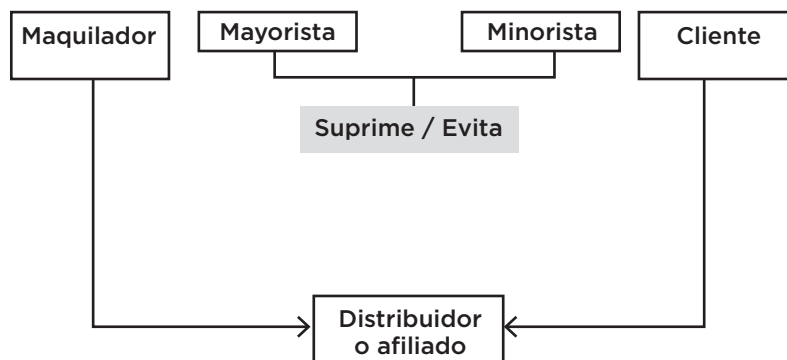 Maquilador
Mayorista
Minorista
Cliente
Suprime / Evita
Distribuidor
o afiliado